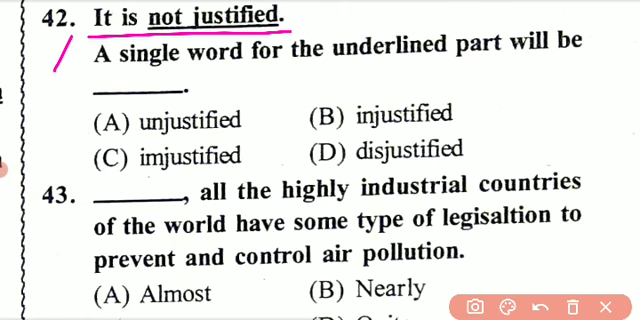 42. It is not justified.
A single word for the underlined part will be
________.
(A) unjustified (B) injustified
(C) imjustified (D) disjustified
43. ________, all the highly industrial countries
of the world have some type of legisaltion to
prevent and control air pollution.
(A) Almost (B) Nearly